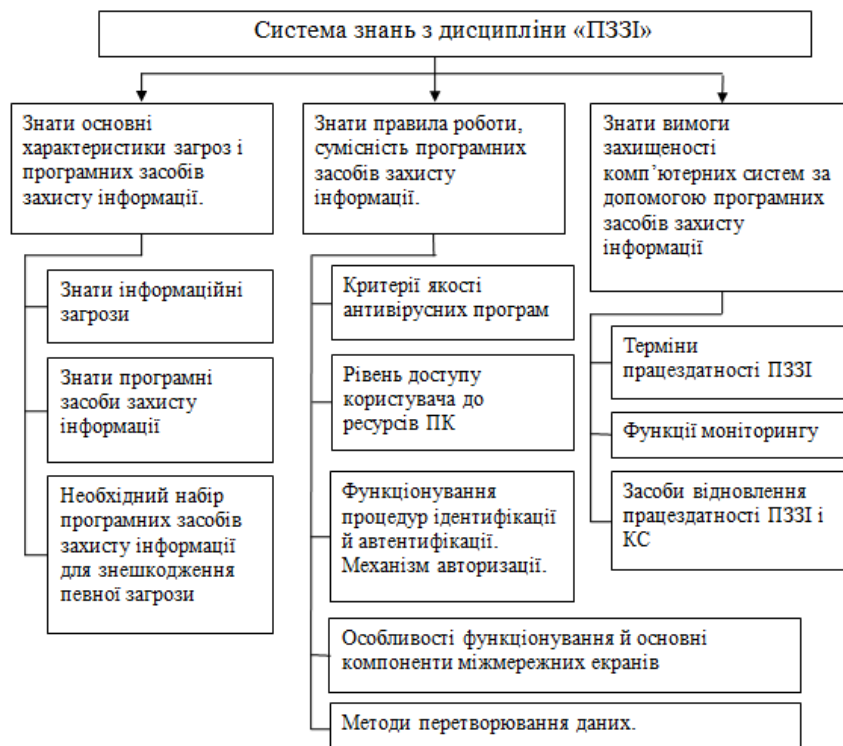 Система знань з дисципліни «ПЗЗІ»
Знати основні
характеристики загроз і
програмних засобів
захисту інформації.
Знати інформаційні
загрози
Знати програмні
засоби захисту
інформації
Необхідний набір
програмних засобів
захисту інформації
для знешкодження
певної загрози
Знати правила роботи,
сумісність програмних
засобів захисту
інформації.
Критерії якості
антивірусних програм
Рівень доступу
користувача до
ресурсів ПК
Функціонування
процедур ідентифікації
й автентифікації.
Механізм авторизації.
Особливості функціонування й основні
компоненти міжмережних екранів
Методи перетворювання даних.
Знати вимоги
захищеності
комп’ютерних систем за
допомогою програмних
засобів захисту
інформації
Терміни
працездатності ПЗЗІ
Функції моніторингу
Засоби відновлення
працездатності ПЗЗІ і
КС